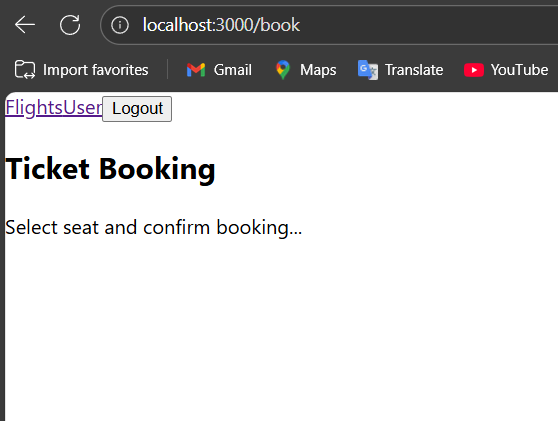 localhost:3000/book
Import favorites Gmail Maps Translate YouTube
FlightsUser Logout
Ticket Booking
Select seat and confirm booking...